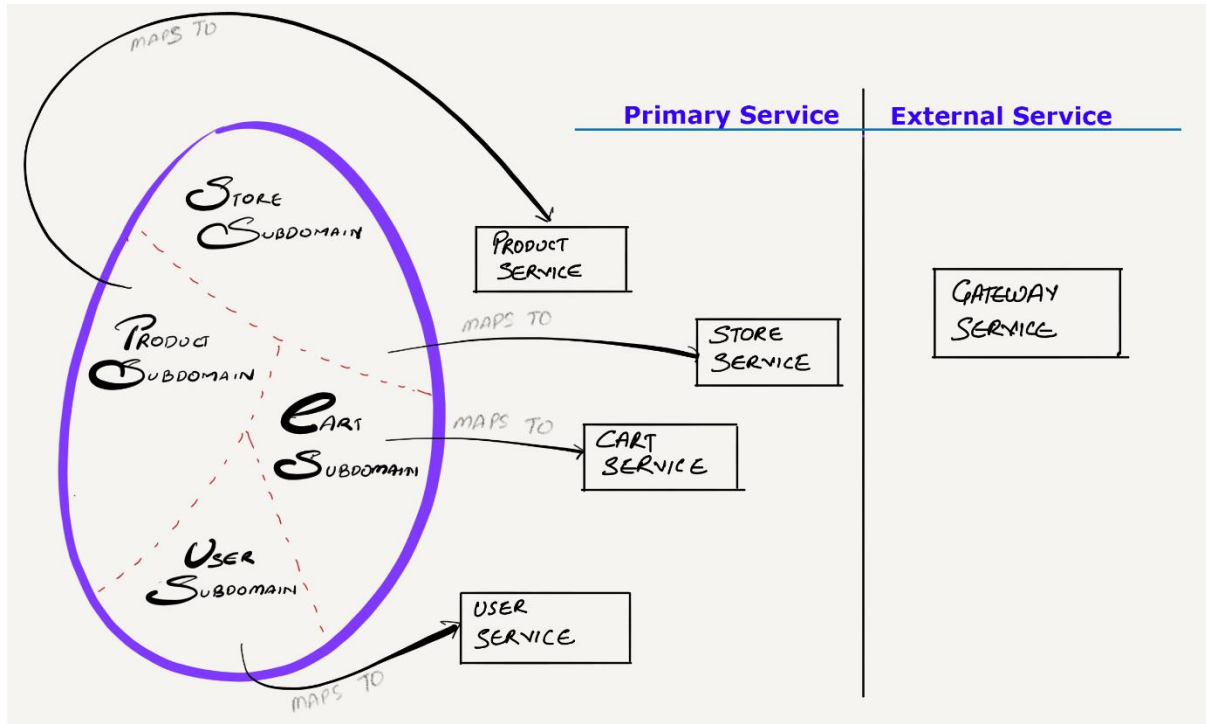 MAPS TO
Primary Service
External Service
STORE
SUBDOMAIN
PRODUCT
SERVICE
GATEWAY
SERVICE
MAPS TO
STORE
SERVICE
PRODUCT
SUBDOMAIN
CART
SUBDOMAIN
MAPS TO
CART
SERVICE
USER
SUBDOMAIN
USER
SERVICE
MAPS TO